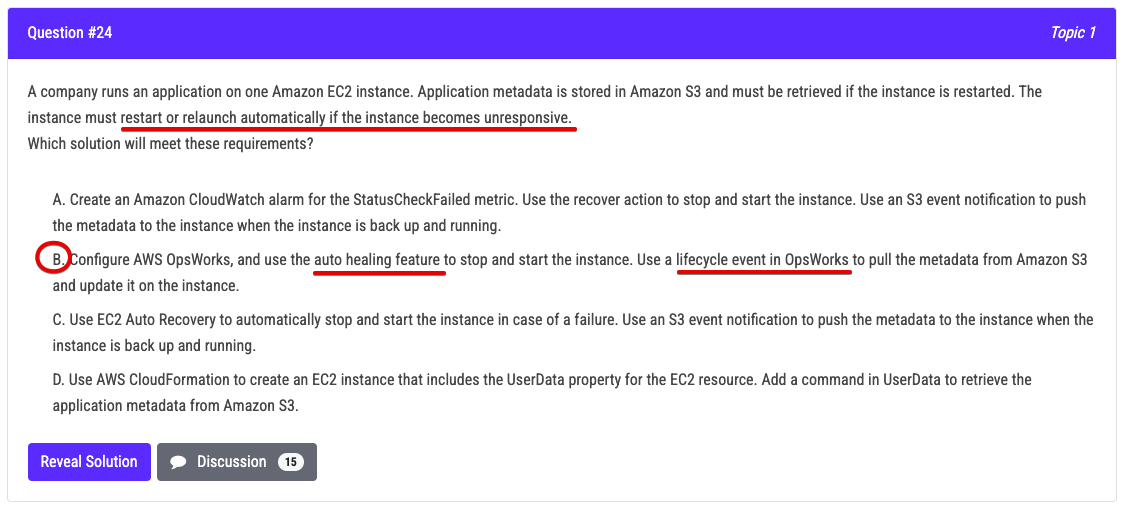 Question #24
Topic 1
A company runs an application on one Amazon EC2 instance. Application metadata is stored in Amazon S3 and must be retrieved if the instance is restarted. The
instance must restart or relaunch automatically if the instance becomes unresponsive.
Which solution will meet these requirements?
A. Create an Amazon CloudWatch alarm for the StatusCheckFailed metric. Use the recover action to stop and start the instance. Use an S3 event notification to push
the metadata to the instance when the instance is back up and running.
B. Configure AWS OpsWorks, and use the auto healing feature to stop and start the instance. Use a lifecycle event in OpsWorks to pull the metadata from Amazon S3
and update it on the instance.
C. Use EC2 Auto Recovery to automatically stop and start the instance in case of a failure. Use an S3 event notification to push the metadata to the instance when the
instance is back up and running.
D. Use AWS CloudFormation to create an EC2 instance that includes the UserData property for the EC2 resource. Add a command in UserData to retrieve the
application metadata from Amazon S3.
Reveal Solution
Discussion 15